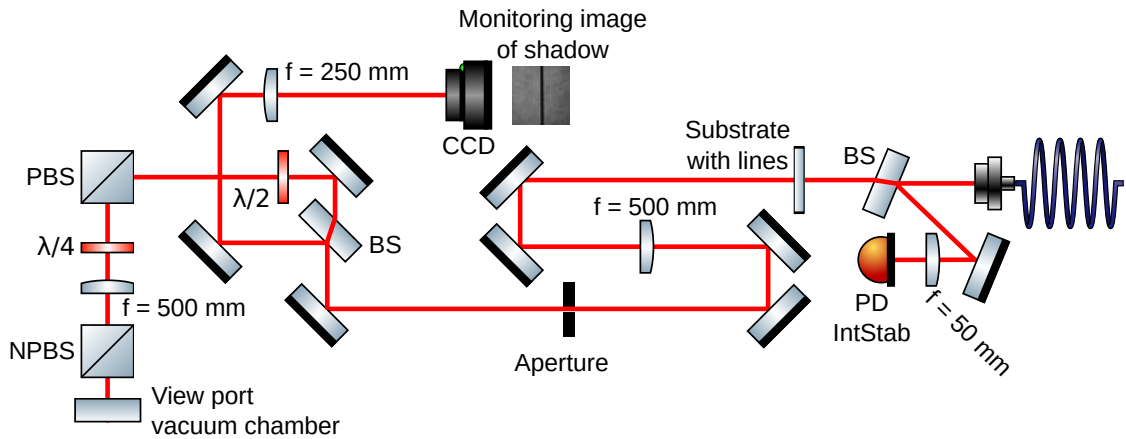 Monitoring image
of shadow
f = 250 mm
CCD
Substrate
with lines
BS
PBS
λ/2
f = 500 mm
BS
λ/4
f = 500 mm
PD
IntStab
f = 50 mm
NPBS
Aperture
View port
vacuum chamber